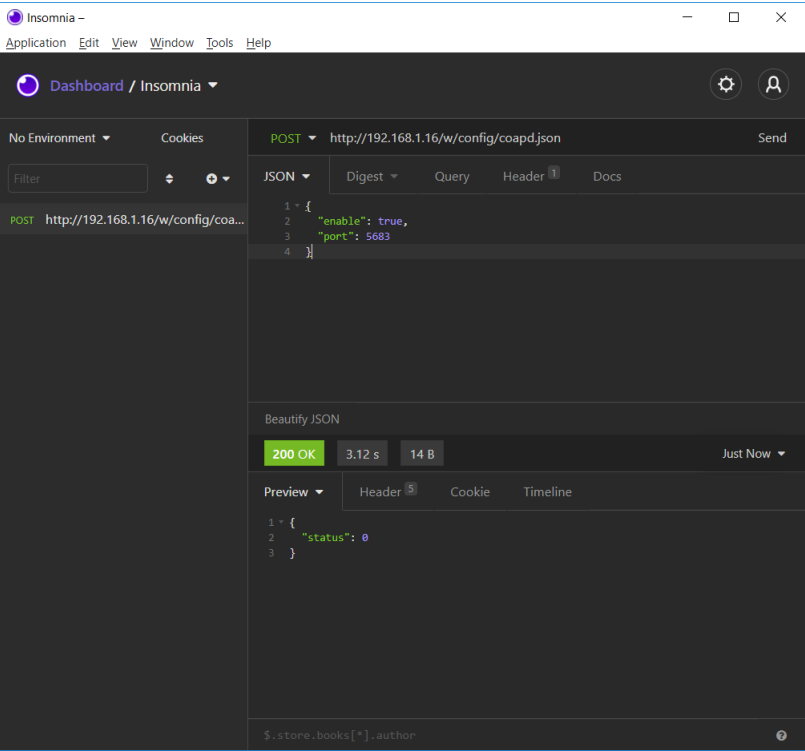 Insomnia –
Application Edit View Window Tools Help
Dashboard / Insomnia
No Environment Cookies
POST http://192.168.1.16/w/config/coapd.json Send
Filter
JSON Digest Query Header 1 Docs
POST http://192.168.1.16/w/config/coa...
1 {
2 "enable": true,
3 "port": 5683
4 }
Beautify JSON
200 OK 3.12 s 14 B Just Now
Preview Header 5 Cookie Timeline
1 {
2 "status": 0
3 }
$.store.books[*].author